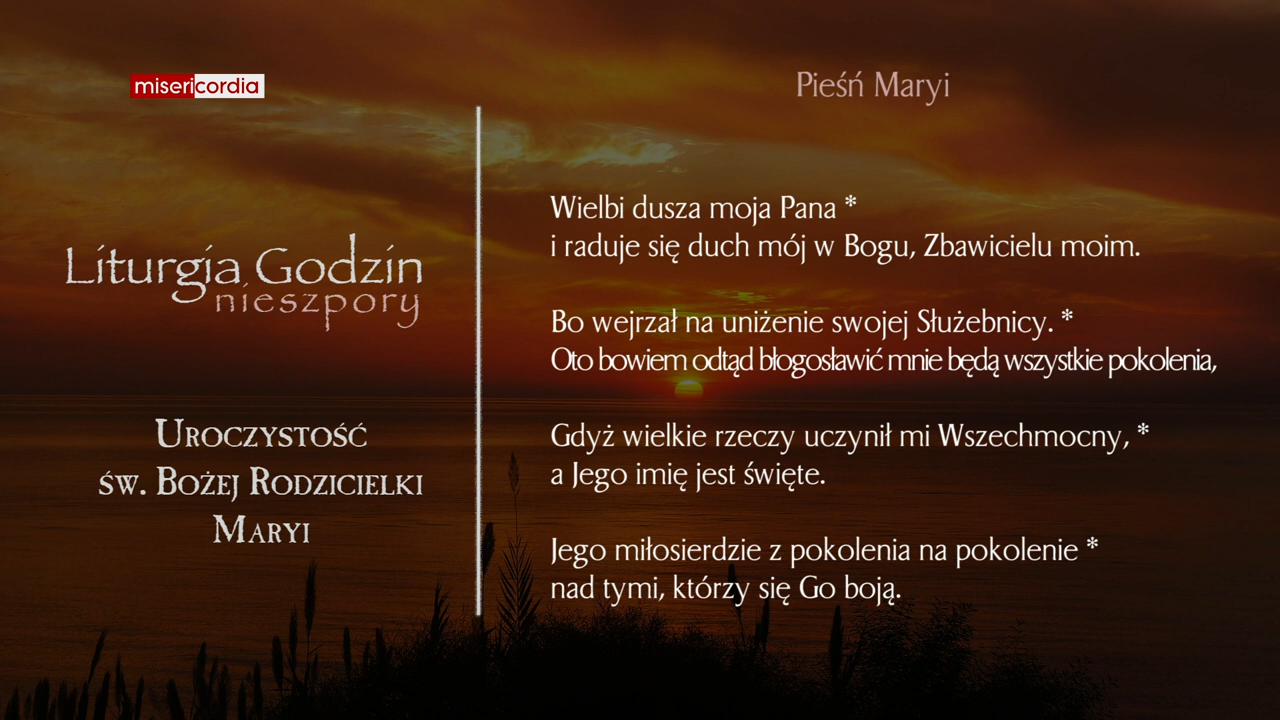 misericordia
Liturgia Godzin
nieszpory
Uroczystość
św. Bożej Rodzicielki
Maryi
Pieśń Maryi
Wielbi dusza moja Pana *
i raduje się duch mój w Bogu, Zbawicielu moim.
Bo wejrzał na uniżenie swojej Służebnicy. *
Oto bowiem odtąd błogosławić mnie będą wszystkie pokolenia,
Gdyż wielkie rzeczy uczynił mi Wszechmocny, *
a Jego imię jest święte.
Jego miłosierdzie z pokolenia na pokolenie *
nad tymi, którzy się Go boją.